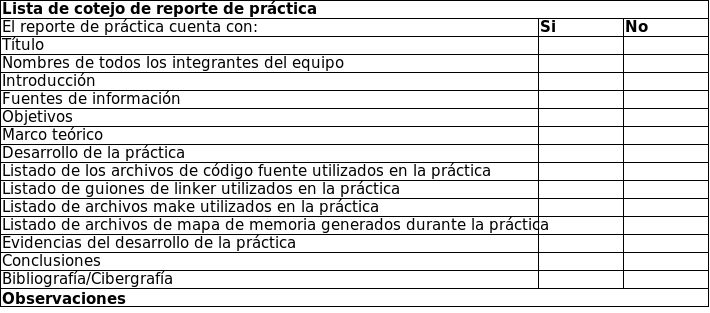 Lista de cotejo de reporte de práctica
El reporte de práctica cuenta con: Si No
Título
Nombres de todos los integrantes del equipo
Introducción
Fuentes de información
Objetivos
Marco teórico
Desarrollo de la práctica
Listado de los archivos de código fuente utilizados en la práctica
Listado de guiones de linker utilizados en la práctica
Listado de archivos make utilizados en la práctica
Listado de archivos de mapa de memoria generados durante la práctica
Evidencias del desarrollo de la práctica
Conclusiones
Bibliografía/Cibergrafía
Observaciones